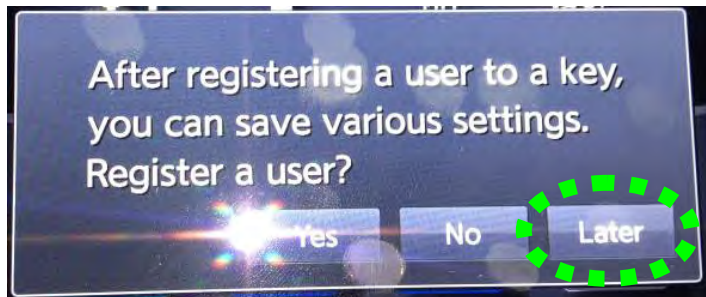 After registering a user to a key,
you can save various settings.
Register a user?
Yes No Later